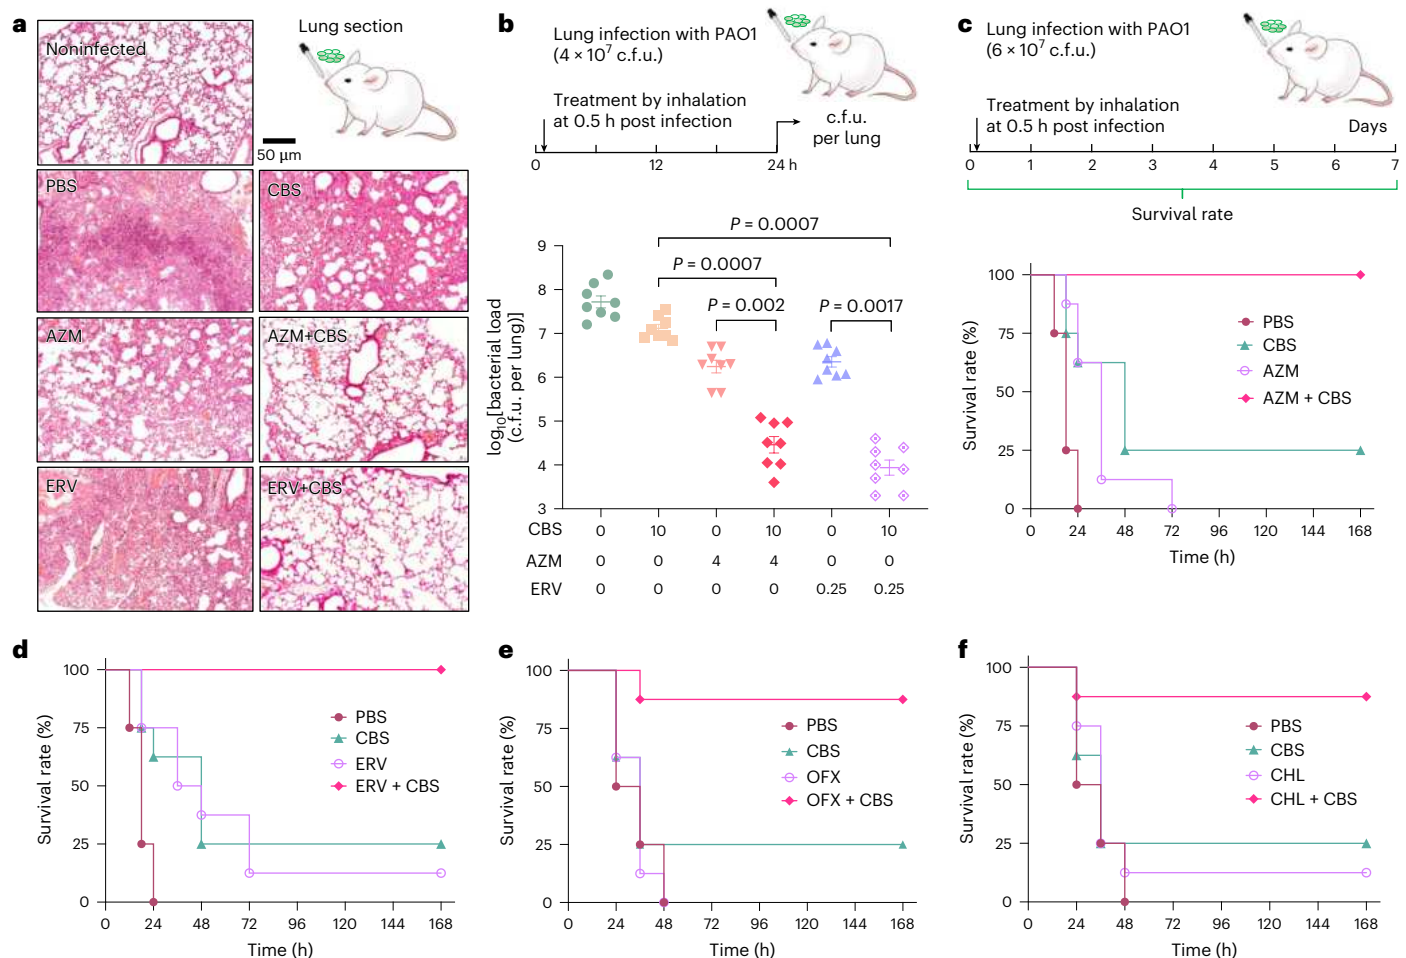 a
Noninfected
Lung section
50 µm
PBS
CBS
AZM
AZM+CBS
ERV
ERV+CBS
b
Lung infection with PAO1
(4 × 10⁷ c.f.u.)
Treatment by inhalation
at 0.5 h post infection
c.f.u.
per lung
0 12 24 h
P = 0.0007
P = 0.0007
P = 0.002
P = 0.0017
log₁₀[bacterial load
(c.f.u. per lung)]
9
8
7
6
5
4
3
CBS 0 10 0 10 0 10
AZM 0 0 4 4 0 0
ERV 0 0 0 0 0.25 0.25
c
Lung infection with PAO1
(6 × 10⁷ c.f.u.)
Treatment by inhalation
at 0.5 h post infection
Days
0 1 2 3 4 5 6 7
Survival rate
Survival rate (%)
100
75
50
25
0
PBS
CBS
AZM
AZM + CBS
0 24 48 72 96 120 144 168
Time (h)
d
Survival rate (%)
100
75
50
25
0
PBS
CBS
ERV
ERV + CBS
0 24 48 72 96 120 144 168
Time (h)
e
Survival rate (%)
100
75
50
25
0
PBS
CBS
OFX
OFX + CBS
0 24 48 72 96 120 144 168
Time (h)
f
Survival rate (%)
100
75
50
25
0
PBS
CBS
CHL
CHL + CBS
0 24 48 72 96 120 144 168
Time (h)